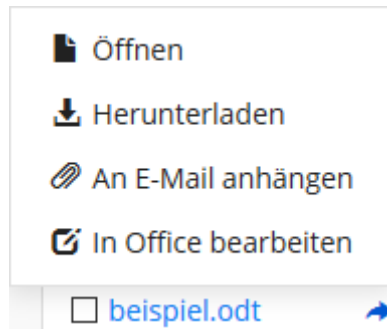 Öffnen
Herunterladen
An E-Mail anhängen
In Office bearbeiten
beispiel.odt